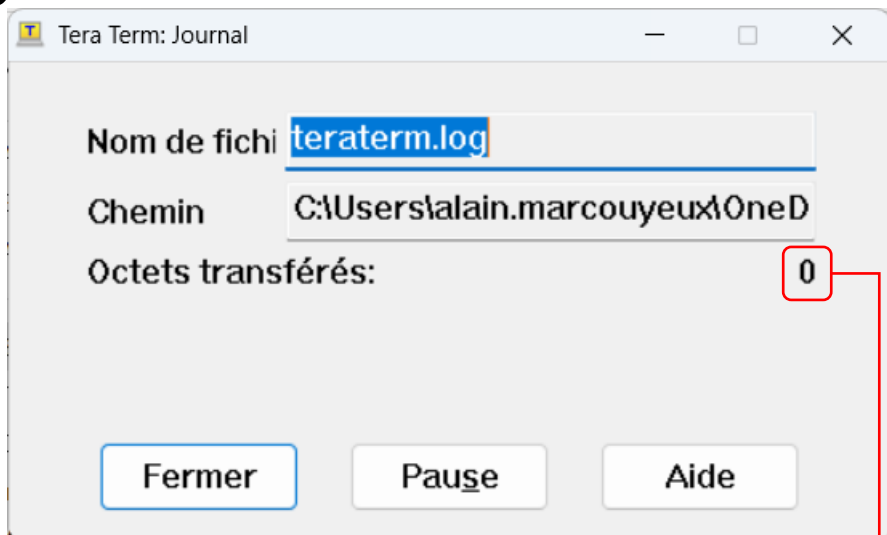 Tera Term: Journal
Nom de fichi teraterm.log
Chemin C:\Users\alain.marcouyeux\OneD
Octets transférés: 0
Fermer Pause Aide